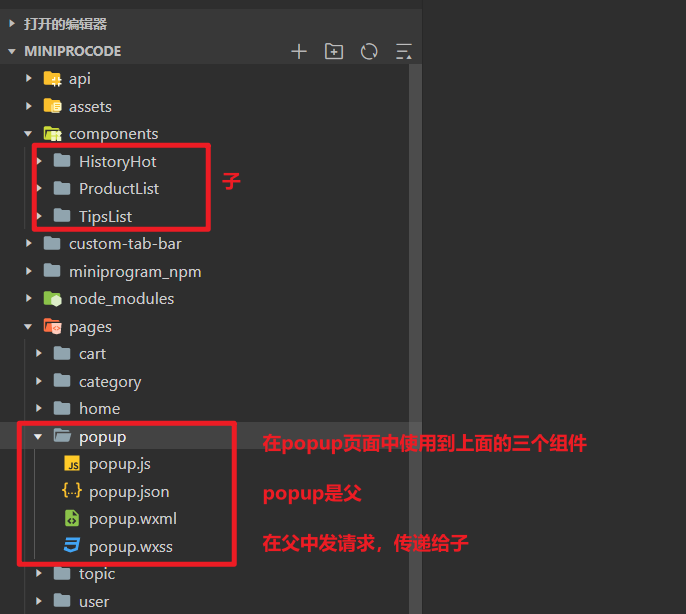 打开的编辑器
MINIPROCODE
api
assets
components
HistoryHot
ProductList
子
TipsList
custom-tab-bar
miniprogram_npm
node_modules
pages
cart
category
home
popup
在popup页面中使用到上面的三个组件
JS popup.js
popup.json
popup是父
popup.wxml
popup.wxss
在父中发请求，传递给子
topic
user